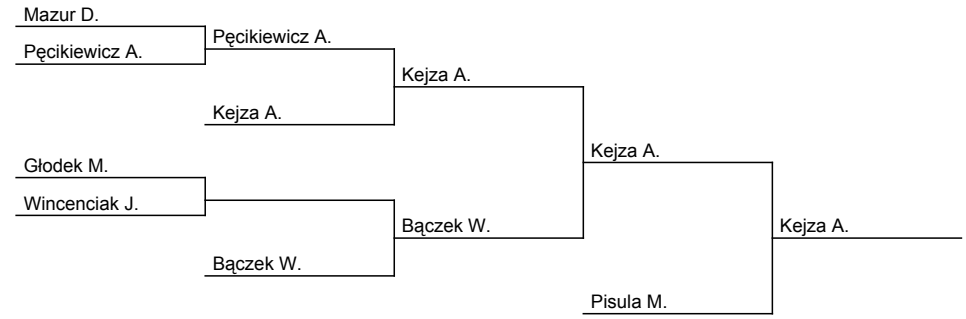 Mazur D.
Pęcikiewicz A.
Pęcikiewicz A.
Kejza A.
Kejza A.
Głodek M.
Wincenciak J.
Kejza A.
Bączek W.
Bączek W.
Kejza A.
Pisula M.